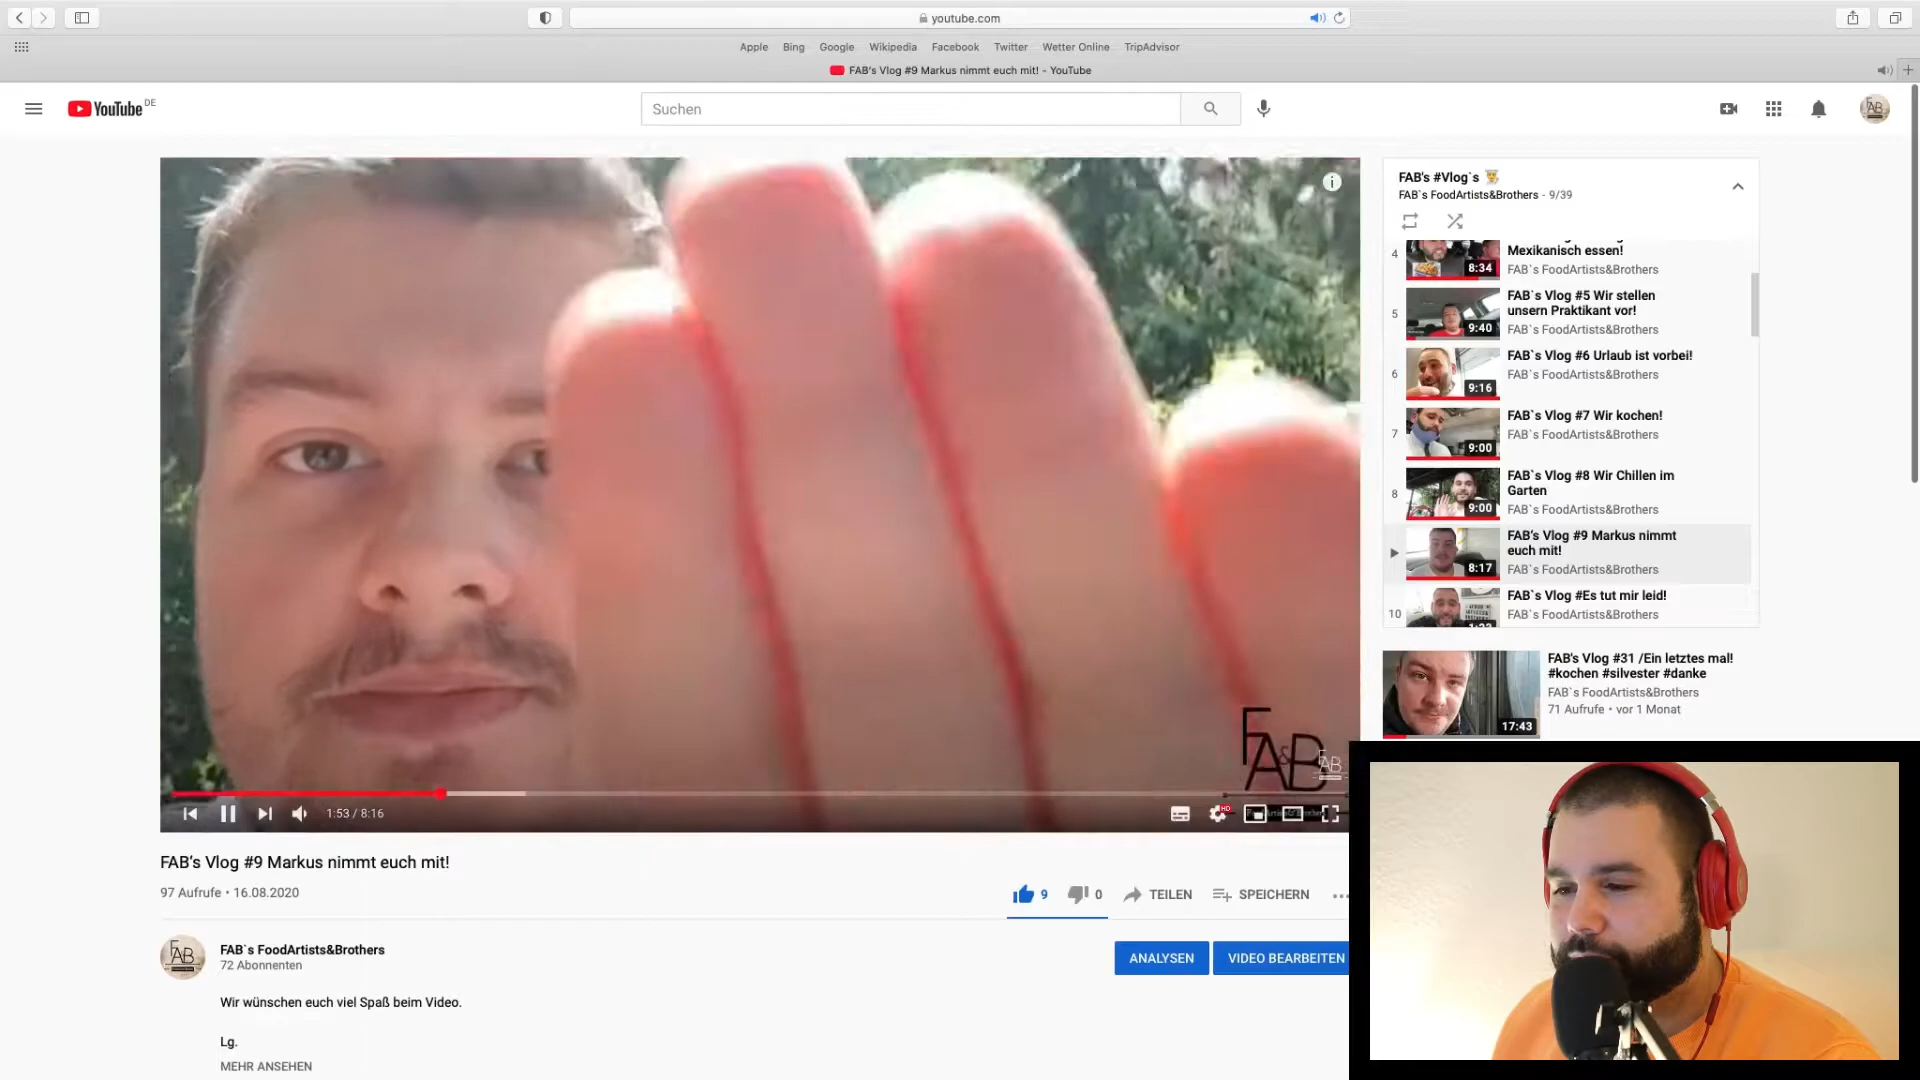 youtube.com
Apple Bing Google Wikipedia Facebook Twitter Wetter Online TripAdvisor
FAB's Vlog #9 Markus nimmt euch mit! - YouTube
YouTube DE
Suchen
FAB's #Vlog`s
FAB`s FoodArtists&Brothers - 9/39
4
Mexikanisch essen!
8:34
FAB`s FoodArtists&Brothers
5
FAB`s Vlog #5 Wir stellen
unsern Praktikant vor!
9:40
FAB`s FoodArtists&Brothers
6
FAB`s Vlog #6 Urlaub ist vorbei!
9:16
FAB`s FoodArtists&Brothers
7
FAB`s Vlog #7 Wir kochen!
9:00
FAB`s FoodArtists&Brothers
8
FAB`s Vlog #8 Wir Chillen im
Garten
9:00
FAB`s FoodArtists&Brothers
FAB’s Vlog #9 Markus nimmt
euch mit!
8:17
FAB`s FoodArtists&Brothers
10
FAB`s Vlog #Es tut mir leid!
FAB`s FoodArtists&Brothers
FAB's Vlog #31 /Ein letztes mal!
#kochen #silvester #danke
FAB`s FoodArtists&Brothers
71 Aufrufe • vor 1 Monat
17:43
FA&B
FAB
1:53 / 8:16
HD
FAB’s Vlog #9 Markus nimmt euch mit!
97 Aufrufe • 16.08.2020
9 0 TEILEN SPEICHERN
FAB
FAB`s FoodArtists&Brothers
72 Abonnenten
ANALYSEN VIDEO BEARBEITEN
Wir wünschen euch viel Spaß beim Video.
Lg.
MEHR ANSEHEN